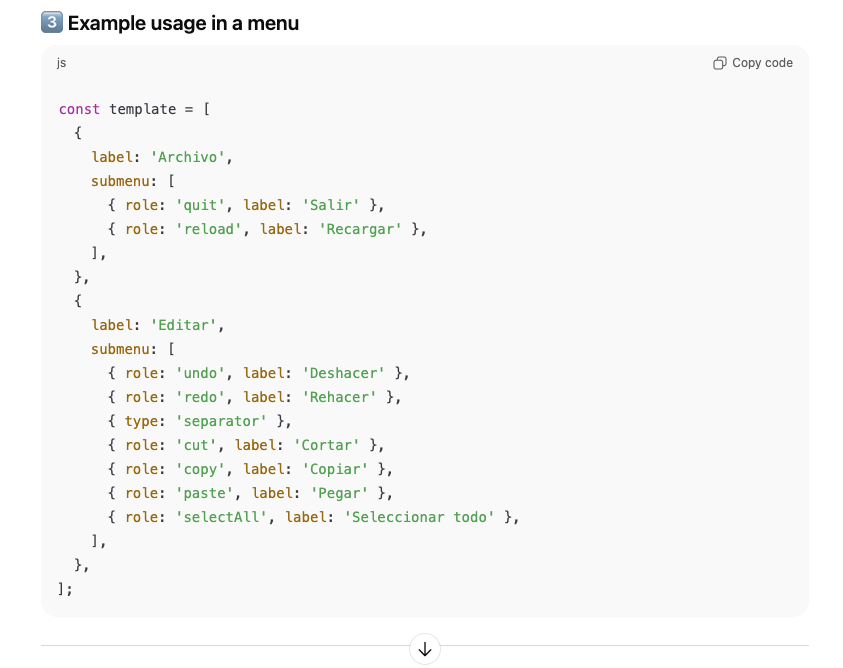 3 Example usage in a menu
js
Copy code
const template = [
  {
    label: 'Archivo',
    submenu: [
      { role: 'quit', label: 'Salir' },
      { role: 'reload', label: 'Recargar' },
    ],
  },
  {
    label: 'Editar',
    submenu: [
      { role: 'undo', label: 'Deshacer' },
      { role: 'redo', label: 'Rehacer' },
      { type: 'separator' },
      { role: 'cut', label: 'Cortar' },
      { role: 'copy', label: 'Copiar' },
      { role: 'paste', label: 'Pegar' },
      { role: 'selectAll', label: 'Seleccionar todo' },
    ],
  },
];